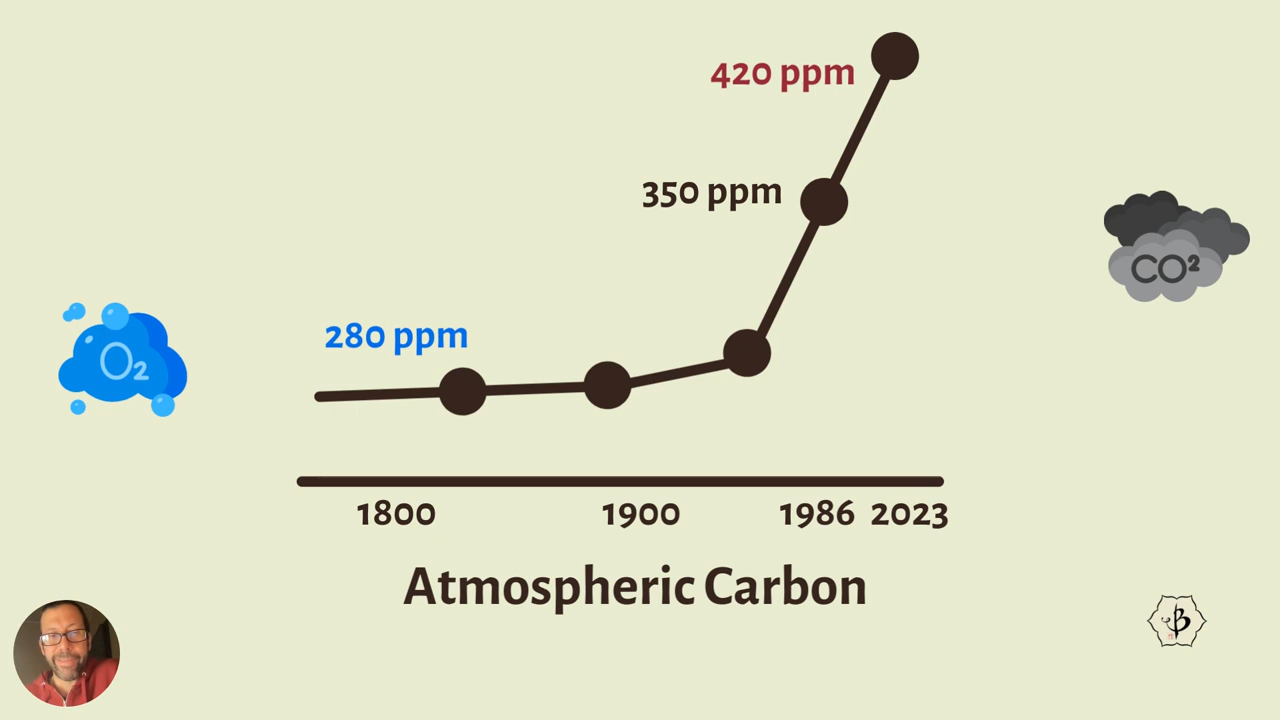 420 ppm
350 ppm
280 ppm
O₂
CO²
1800 1900 1986 2023
Atmospheric Carbon
B